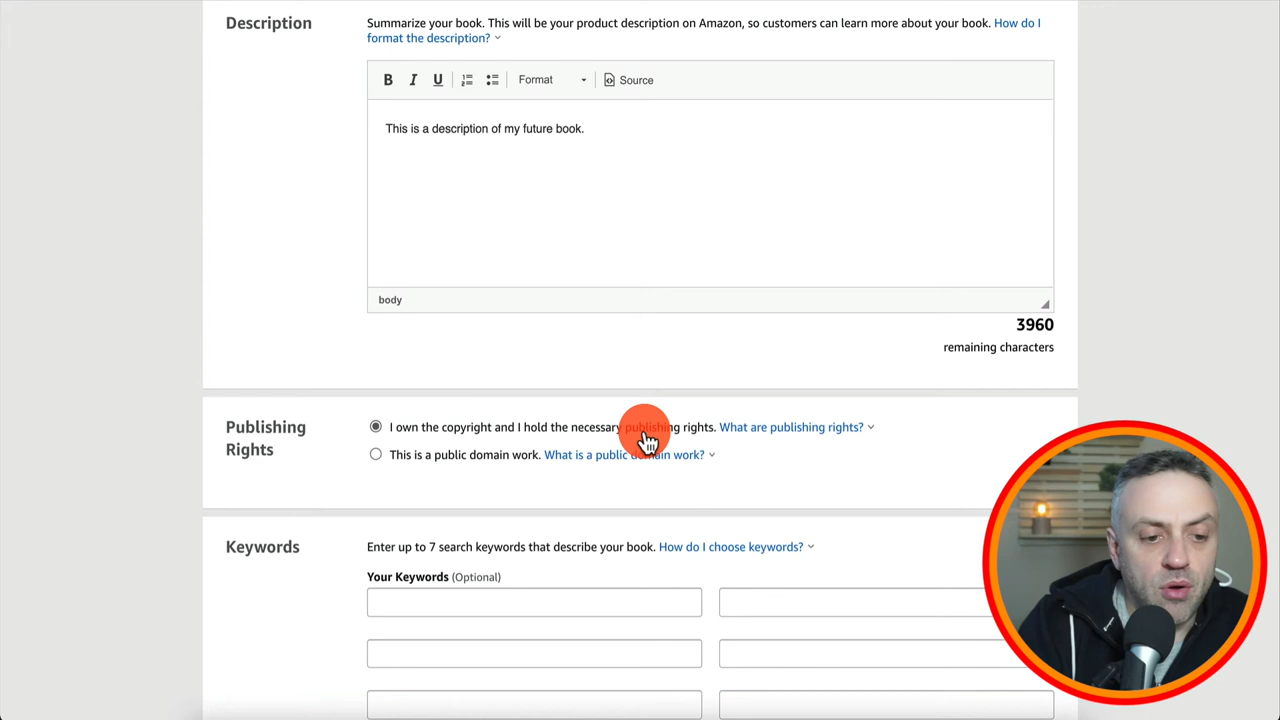 Description
Summarize your book. This will be your product description on Amazon, so customers can learn more about your book. How do I
format the description?
B I U Format Source
This is a description of my future book.
body
3960
remaining characters
Publishing
Rights
I own the copyright and I hold the necessary publishing rights. What are publishing rights?
This is a public domain work. What is a public domain work?
Keywords
Enter up to 7 search keywords that describe your book. How do I choose keywords?
Your Keywords (Optional)